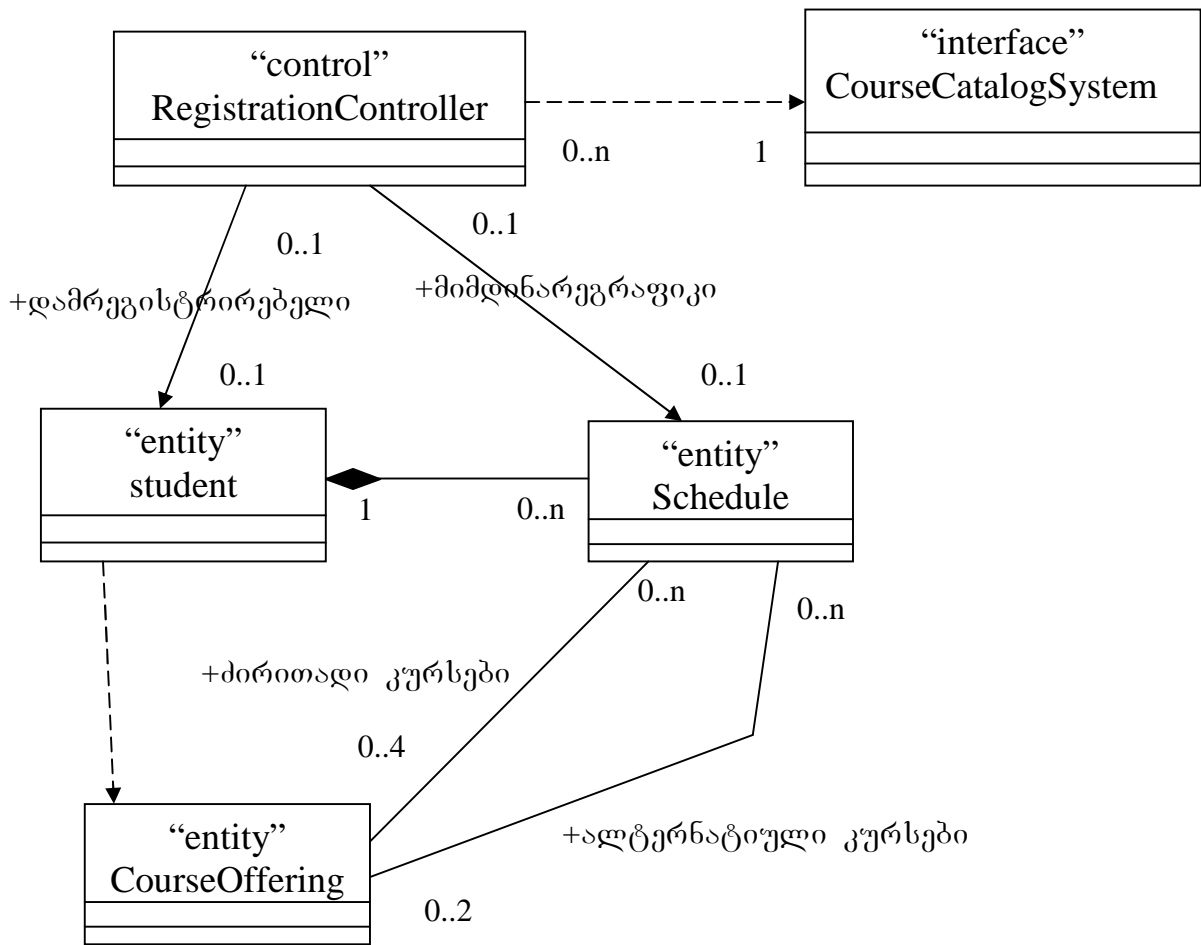 “control”
RegistrationController
“interface”
CourseCatalogSystem
0..n
1
0..1
0..1
+დამრეგისტრირებელი
+მიმდინარეგრაფიკი
0..1
0..1
“entity”
student
“entity”
Schedule
1
0..n
0..n
0..n
+ძირითადი კურსები
0..4
“entity”
CourseOffering
+ალტერნატიული კურსები
0..2